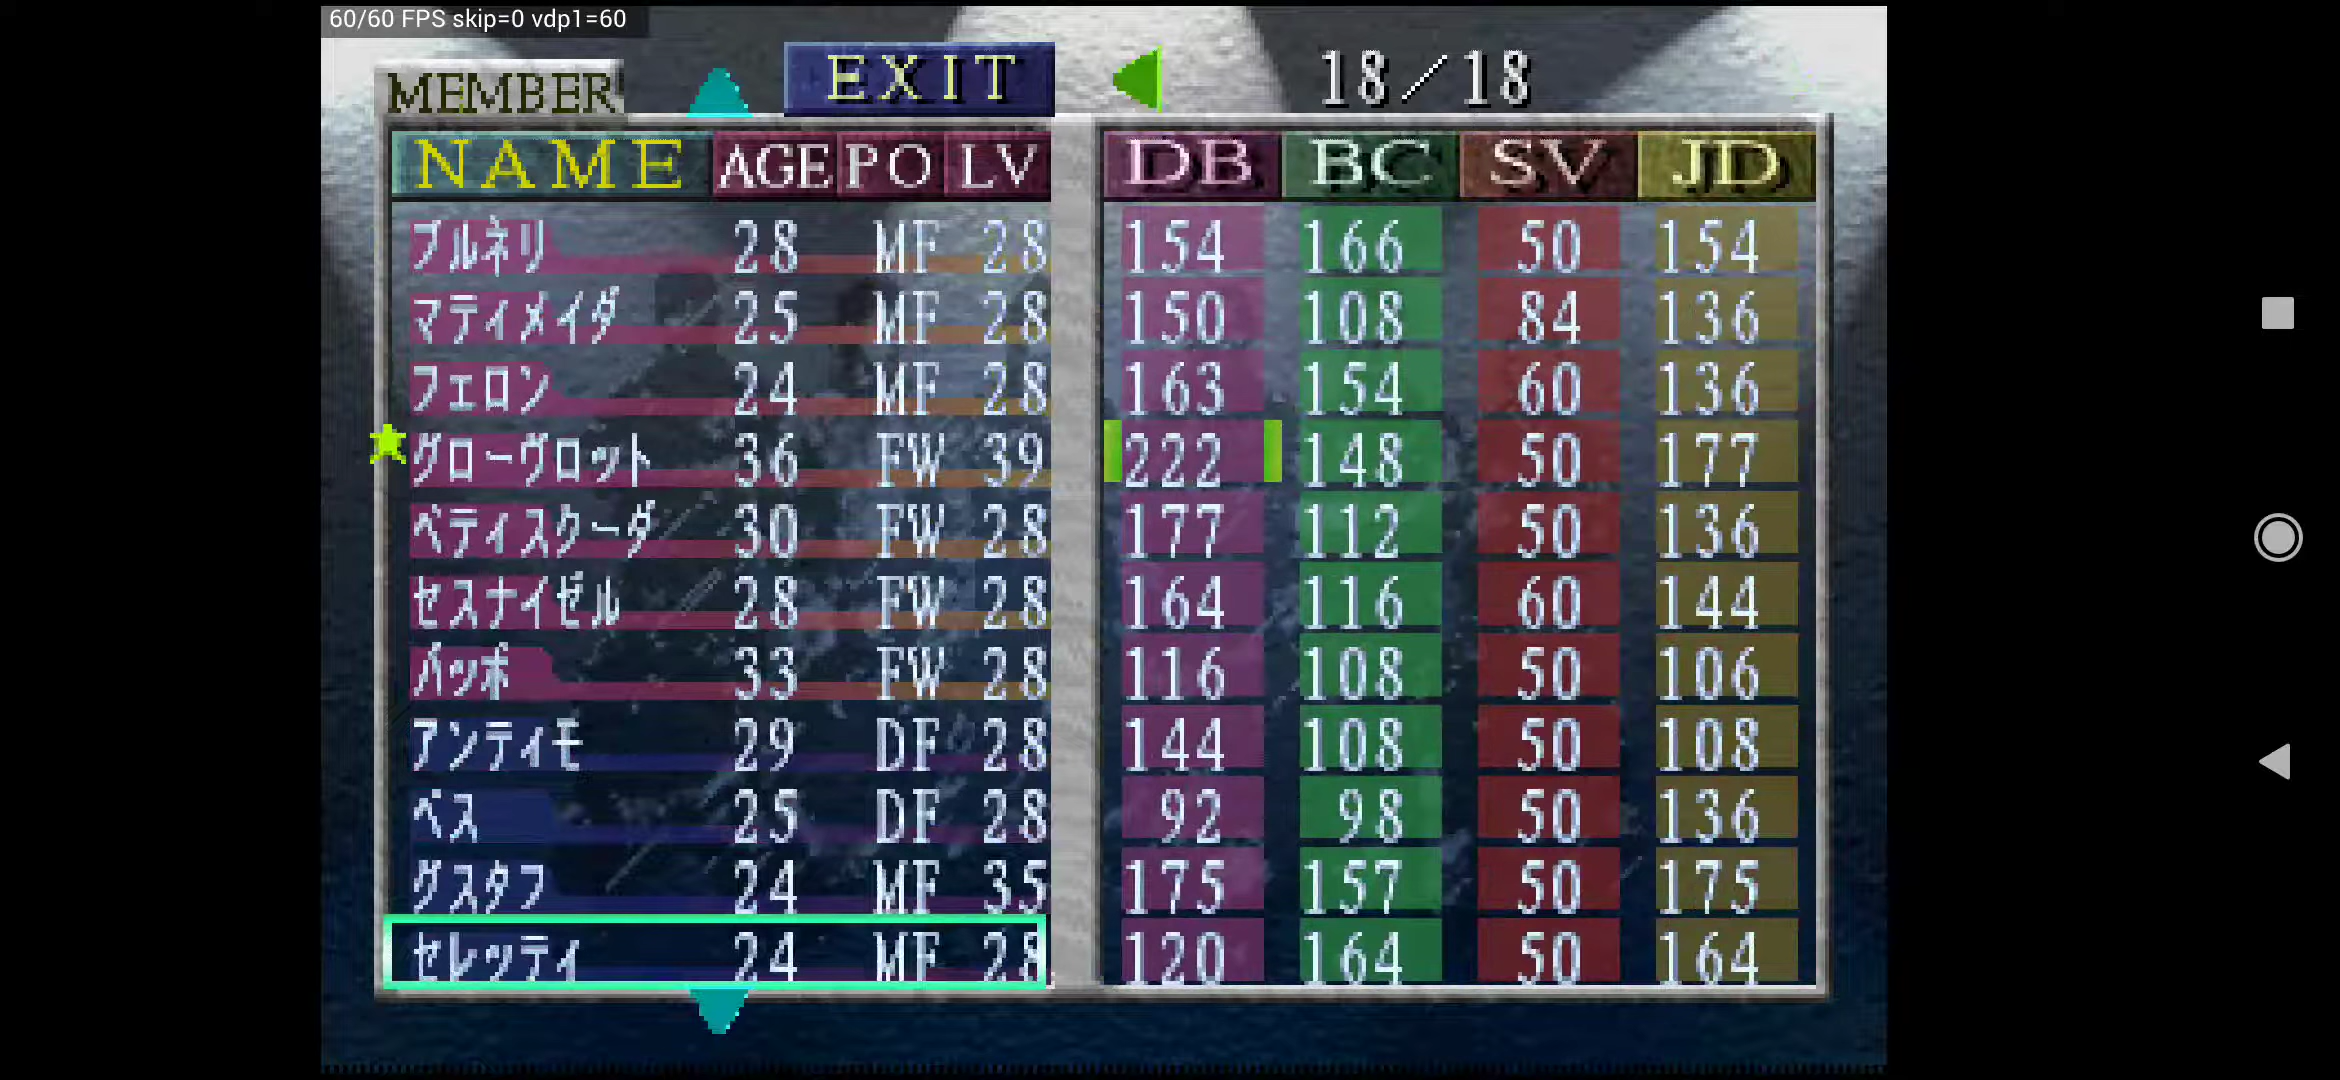 60/60 FPS skip=0 vdp1=60
MEMBER EXIT 18/18
NAME AGE PO LV DB BC SV JD
ブルネリ 28 MF 28 154 166 50 154
マティメイダ 25 MF 28 150 108 84 136
フェロン 24 MF 28 163 154 60 136
グローグロット 36 FW 39 222 148 50 177
ベティスクーダ 30 FW 28 177 112 50 136
セスナイゼル 28 FW 28 164 116 60 144
バッボ 33 FW 28 116 108 50 106
アンティモ 29 DF 28 144 108 50 108
ベス 25 DF 28 92 98 50 136
グスタフ 24 MF 35 175 157 50 175
セレッティ 24 MF 28 120 164 50 164